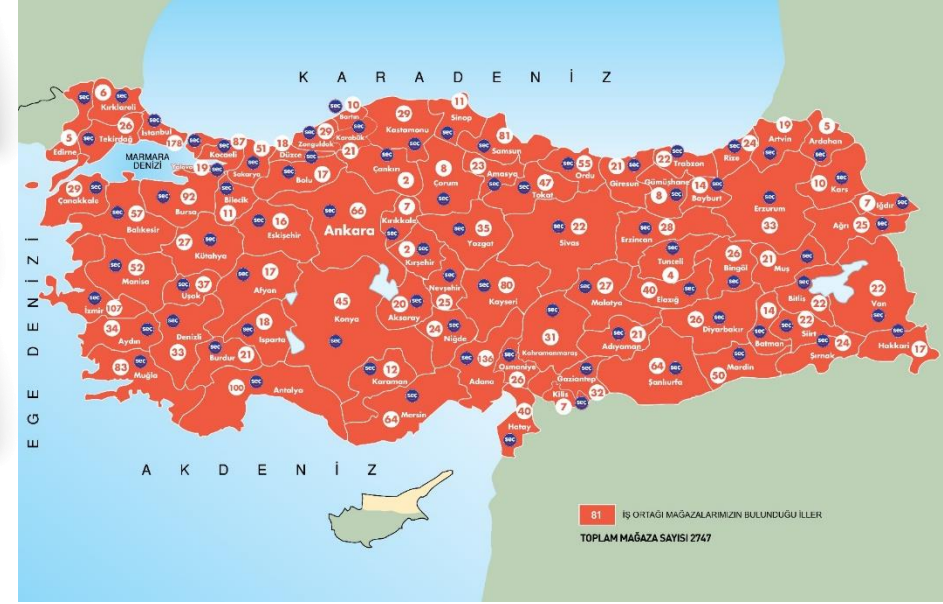 K A R A D E N İ Z
6
Kırklareli
5
Edirne
26
Tekirdağ
İstanbul
178
MARMARA
DENİZİ
Yalova 19
87
Kocaeli
51
Sakarya
18
Düzce
29
Zonguldak
10
Bartın
Karabük
21
29
Kastamonu
11
Sinop
81
Samsun
17
Bolu
Çankırı
2
8
Çorum
23
Amasya
47
Tokat
55
Ordu
21
Giresun
22
Trabzon
Gümüşhane
8
14
Bayburt
24
Rize
19
Artvin
5
Ardahan
10
Kars
7
Iğdır
Ağrı 25
Erzurum
33
29
Çanakkale
92
Bursa
Bilecik
11
57
Balıkesir
16
Eskişehir
66
Ankara
7
Kırıkkale
2
Kırşehir
35
Yozgat
22
Sivas
28
Erzincan
Tunceli
4
26
Bingöl
21
Muş
27
Kütahya
52
Manisa
37
Uşak
17
Afyon
45
Konya
20
Aksaray
Nevşehir
25
80
Kayseri
27
Malatya
40
Elazığ
26
Diyarbakır
14
Batman
Bitlis
22
22
Siirt
22
Van
24
Şırnak
Hakkari
17
107
İzmir
34
Aydın
Denizli
33
Burdur 21
18
Isparta
24
Niğde
31
Kahramanmaraş
21
Adıyaman
83
Muğla
100
Antalya
12
Karaman
64
Mersin
136
Adana
Osmaniye
26
Gaziantep
32
Kilis
7
64
Şanlıurfa
50
Mardin
40
Hatay
E G E D E N İ Z İ
A K D E N İ Z
81 İŞ ORTAĞI MAĞAZALARIMIZIN BULUNDUĞU İLLER
TOPLAM MAĞAZA SAYISI 2747